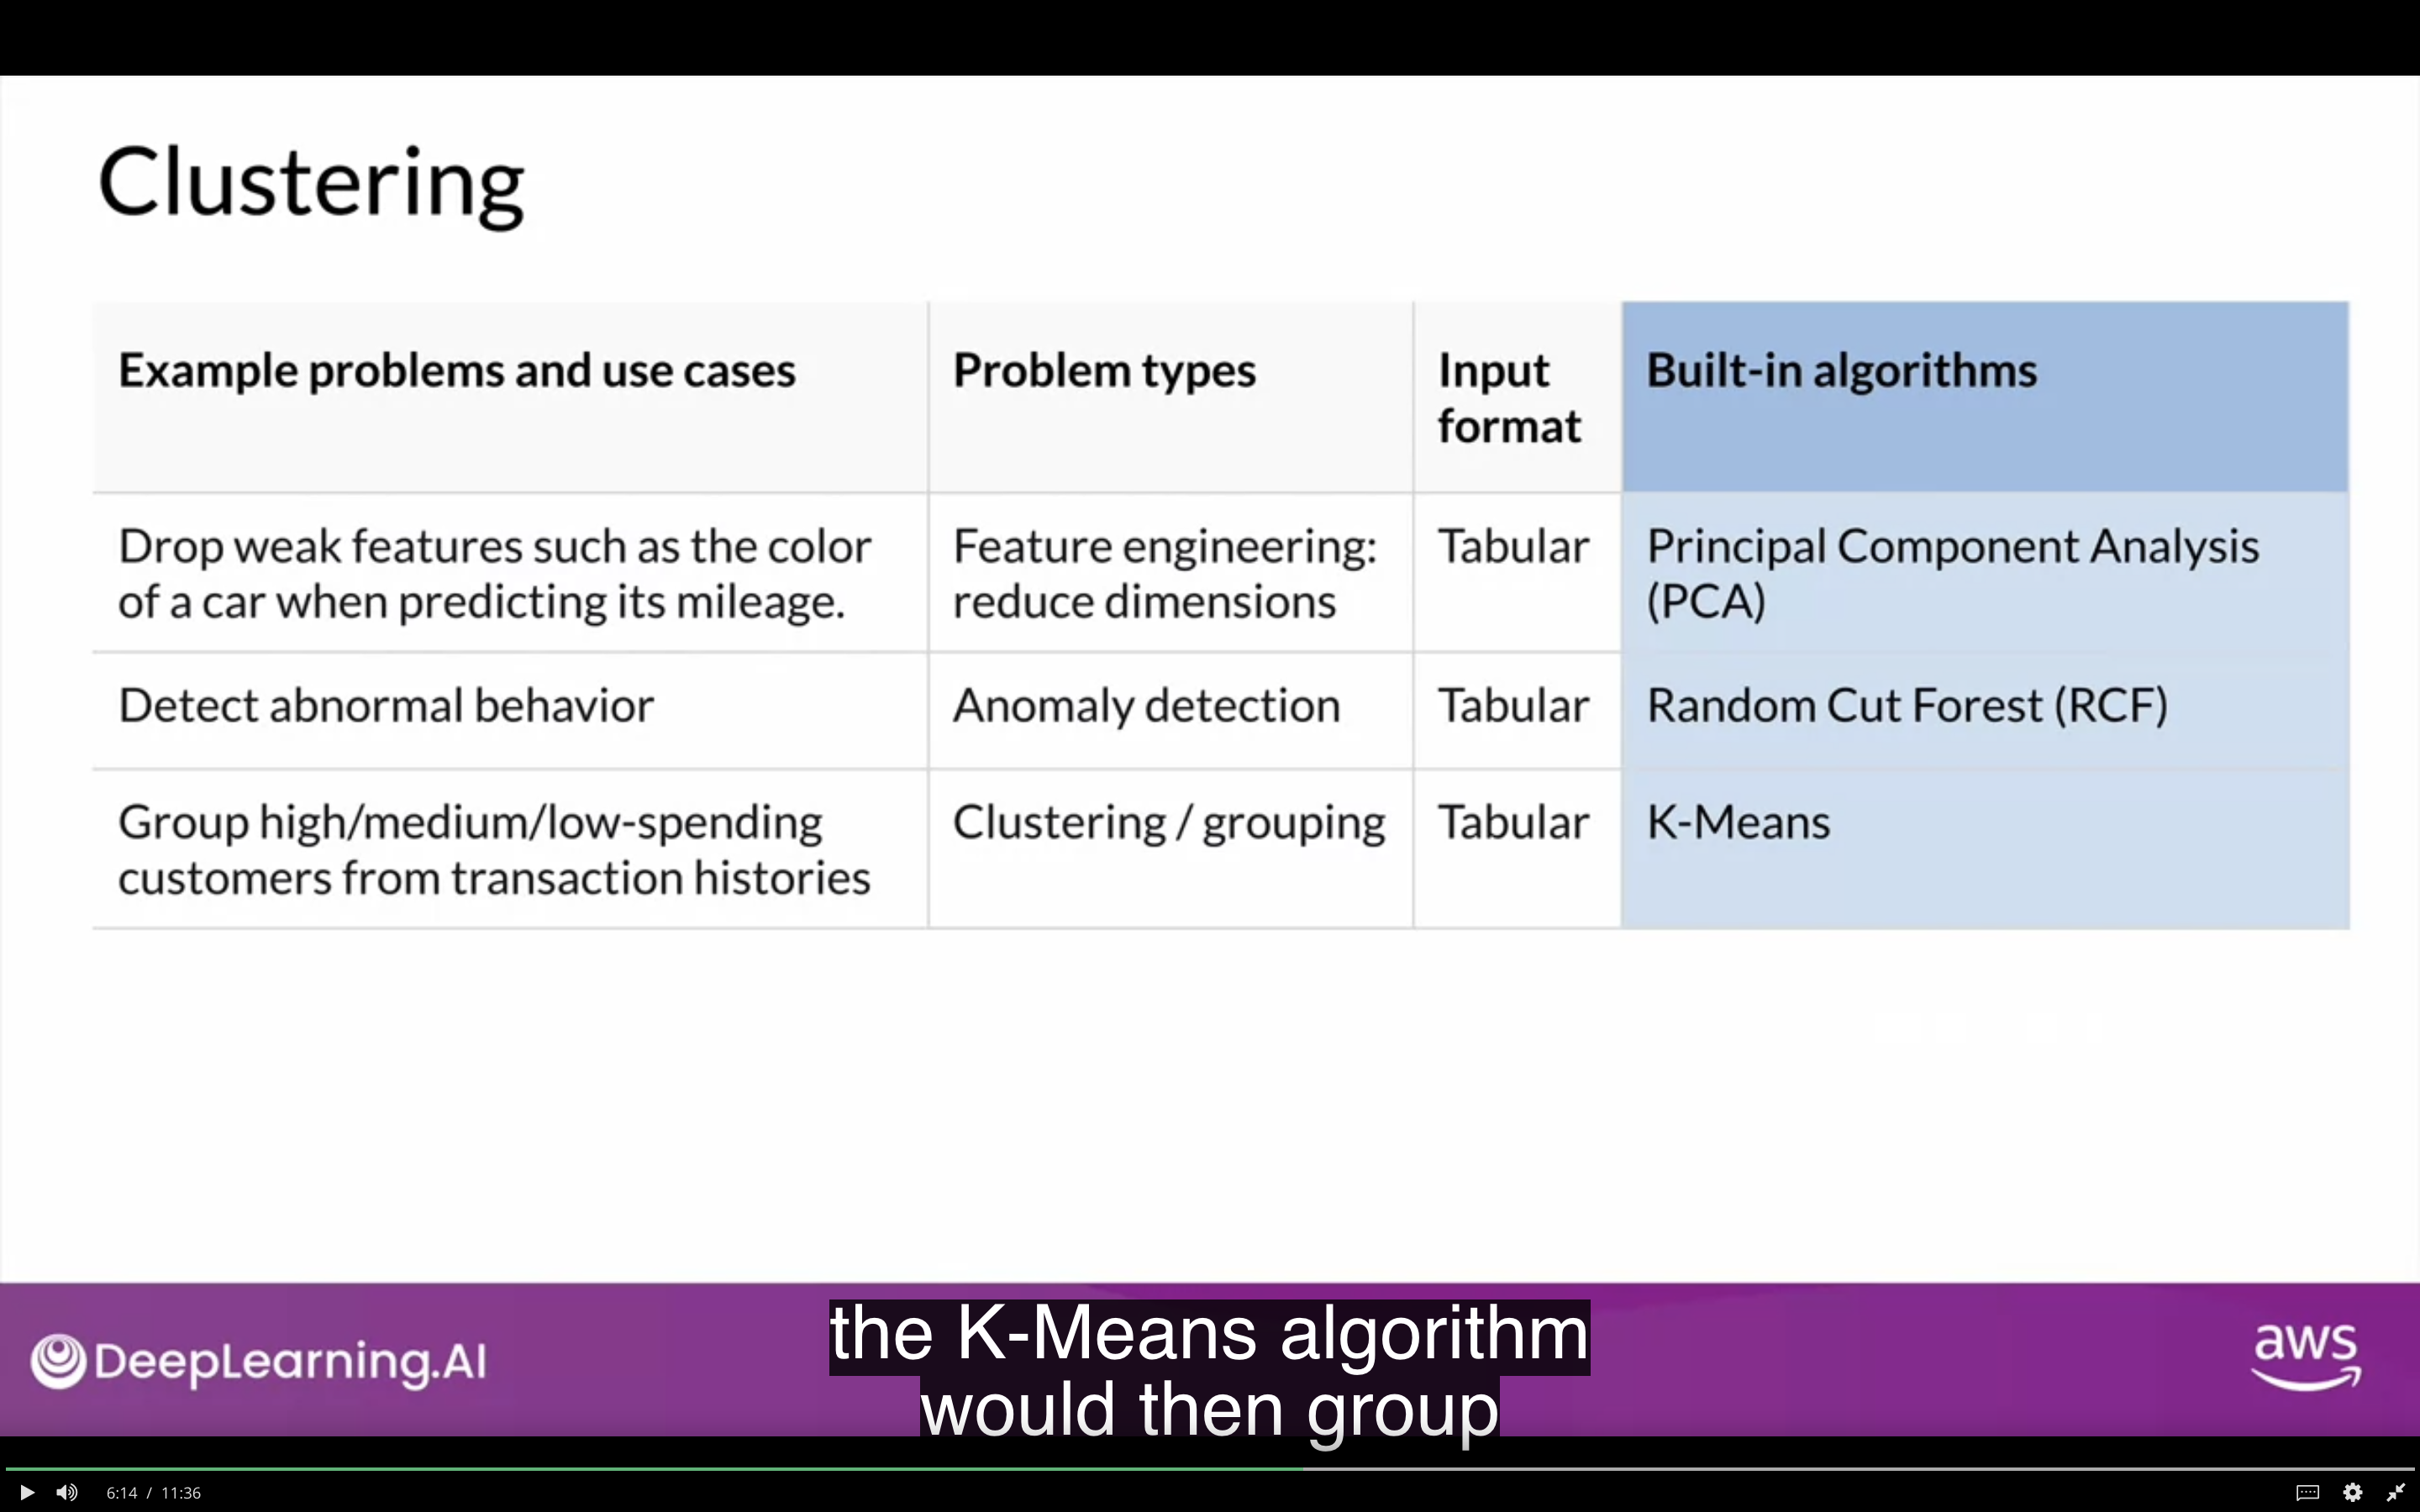 Clustering
Example problems and use cases
Problem types
Input
format
Built-in algorithms
Drop weak features such as the color
of a car when predicting its mileage.
Feature engineering:
reduce dimensions
Tabular
Principal Component Analysis
(PCA)
Detect abnormal behavior
Anomaly detection
Tabular
Random Cut Forest (RCF)
Group high/medium/low-spending
customers from transaction histories
Clustering / grouping
Tabular
K-Means
DeepLearning.AI
the K-Means algorithm
would then group
aws
6:14 / 11:36